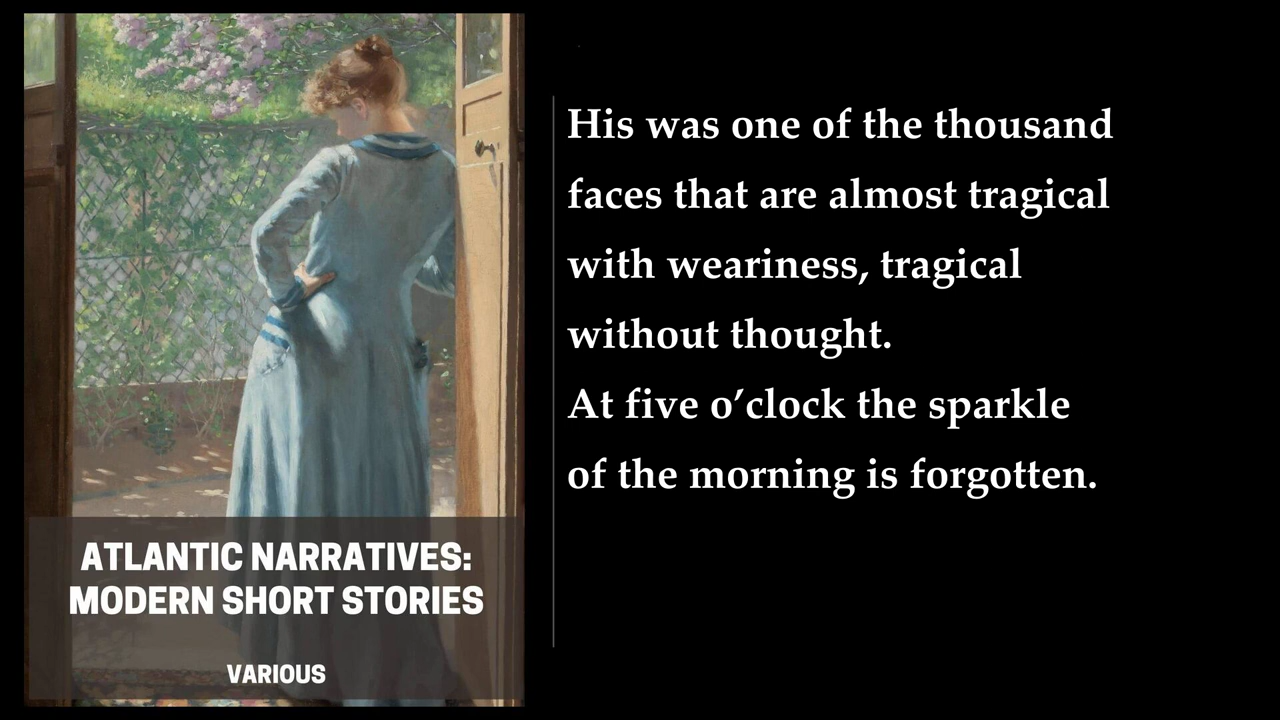 His was one of the thousand
faces that are almost tragical
with weariness, tragical
without thought.
At five o’clock the sparkle
of the morning is forgotten.
ATLANTIC NARRATIVES:
MODERN SHORT STORIES
VARIOUS